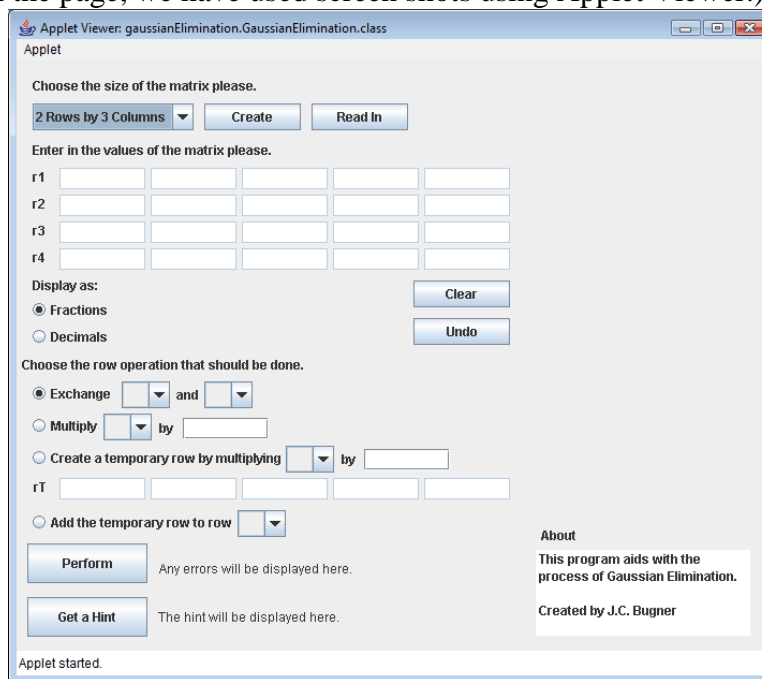 the page, we have used screen shots using Applet Viewer.)
Applet Viewer: gaussianElimination.GaussianElimination.class
Applet
Choose the size of the matrix please.
2 Rows by 3 Columns Create Read In
Enter in the values of the matrix please.
r1
r2
r3
r4
Display as:
Clear
Fractions
Undo
Decimals
Choose the row operation that should be done.
Exchange and
Multiply by
Create a temporary row by multiplying by
rT
Add the temporary row to row
About
Perform Any errors will be displayed here.
This program aids with the
process of Gaussian Elimination.
Created by J.C. Bugner
Get a Hint The hint will be displayed here.
Applet started.